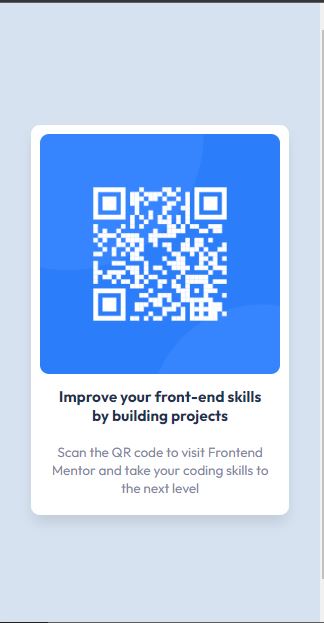 Improve your front-end skills
by building projects
Scan the QR code to visit Frontend
Mentor and take your coding skills to
the next level